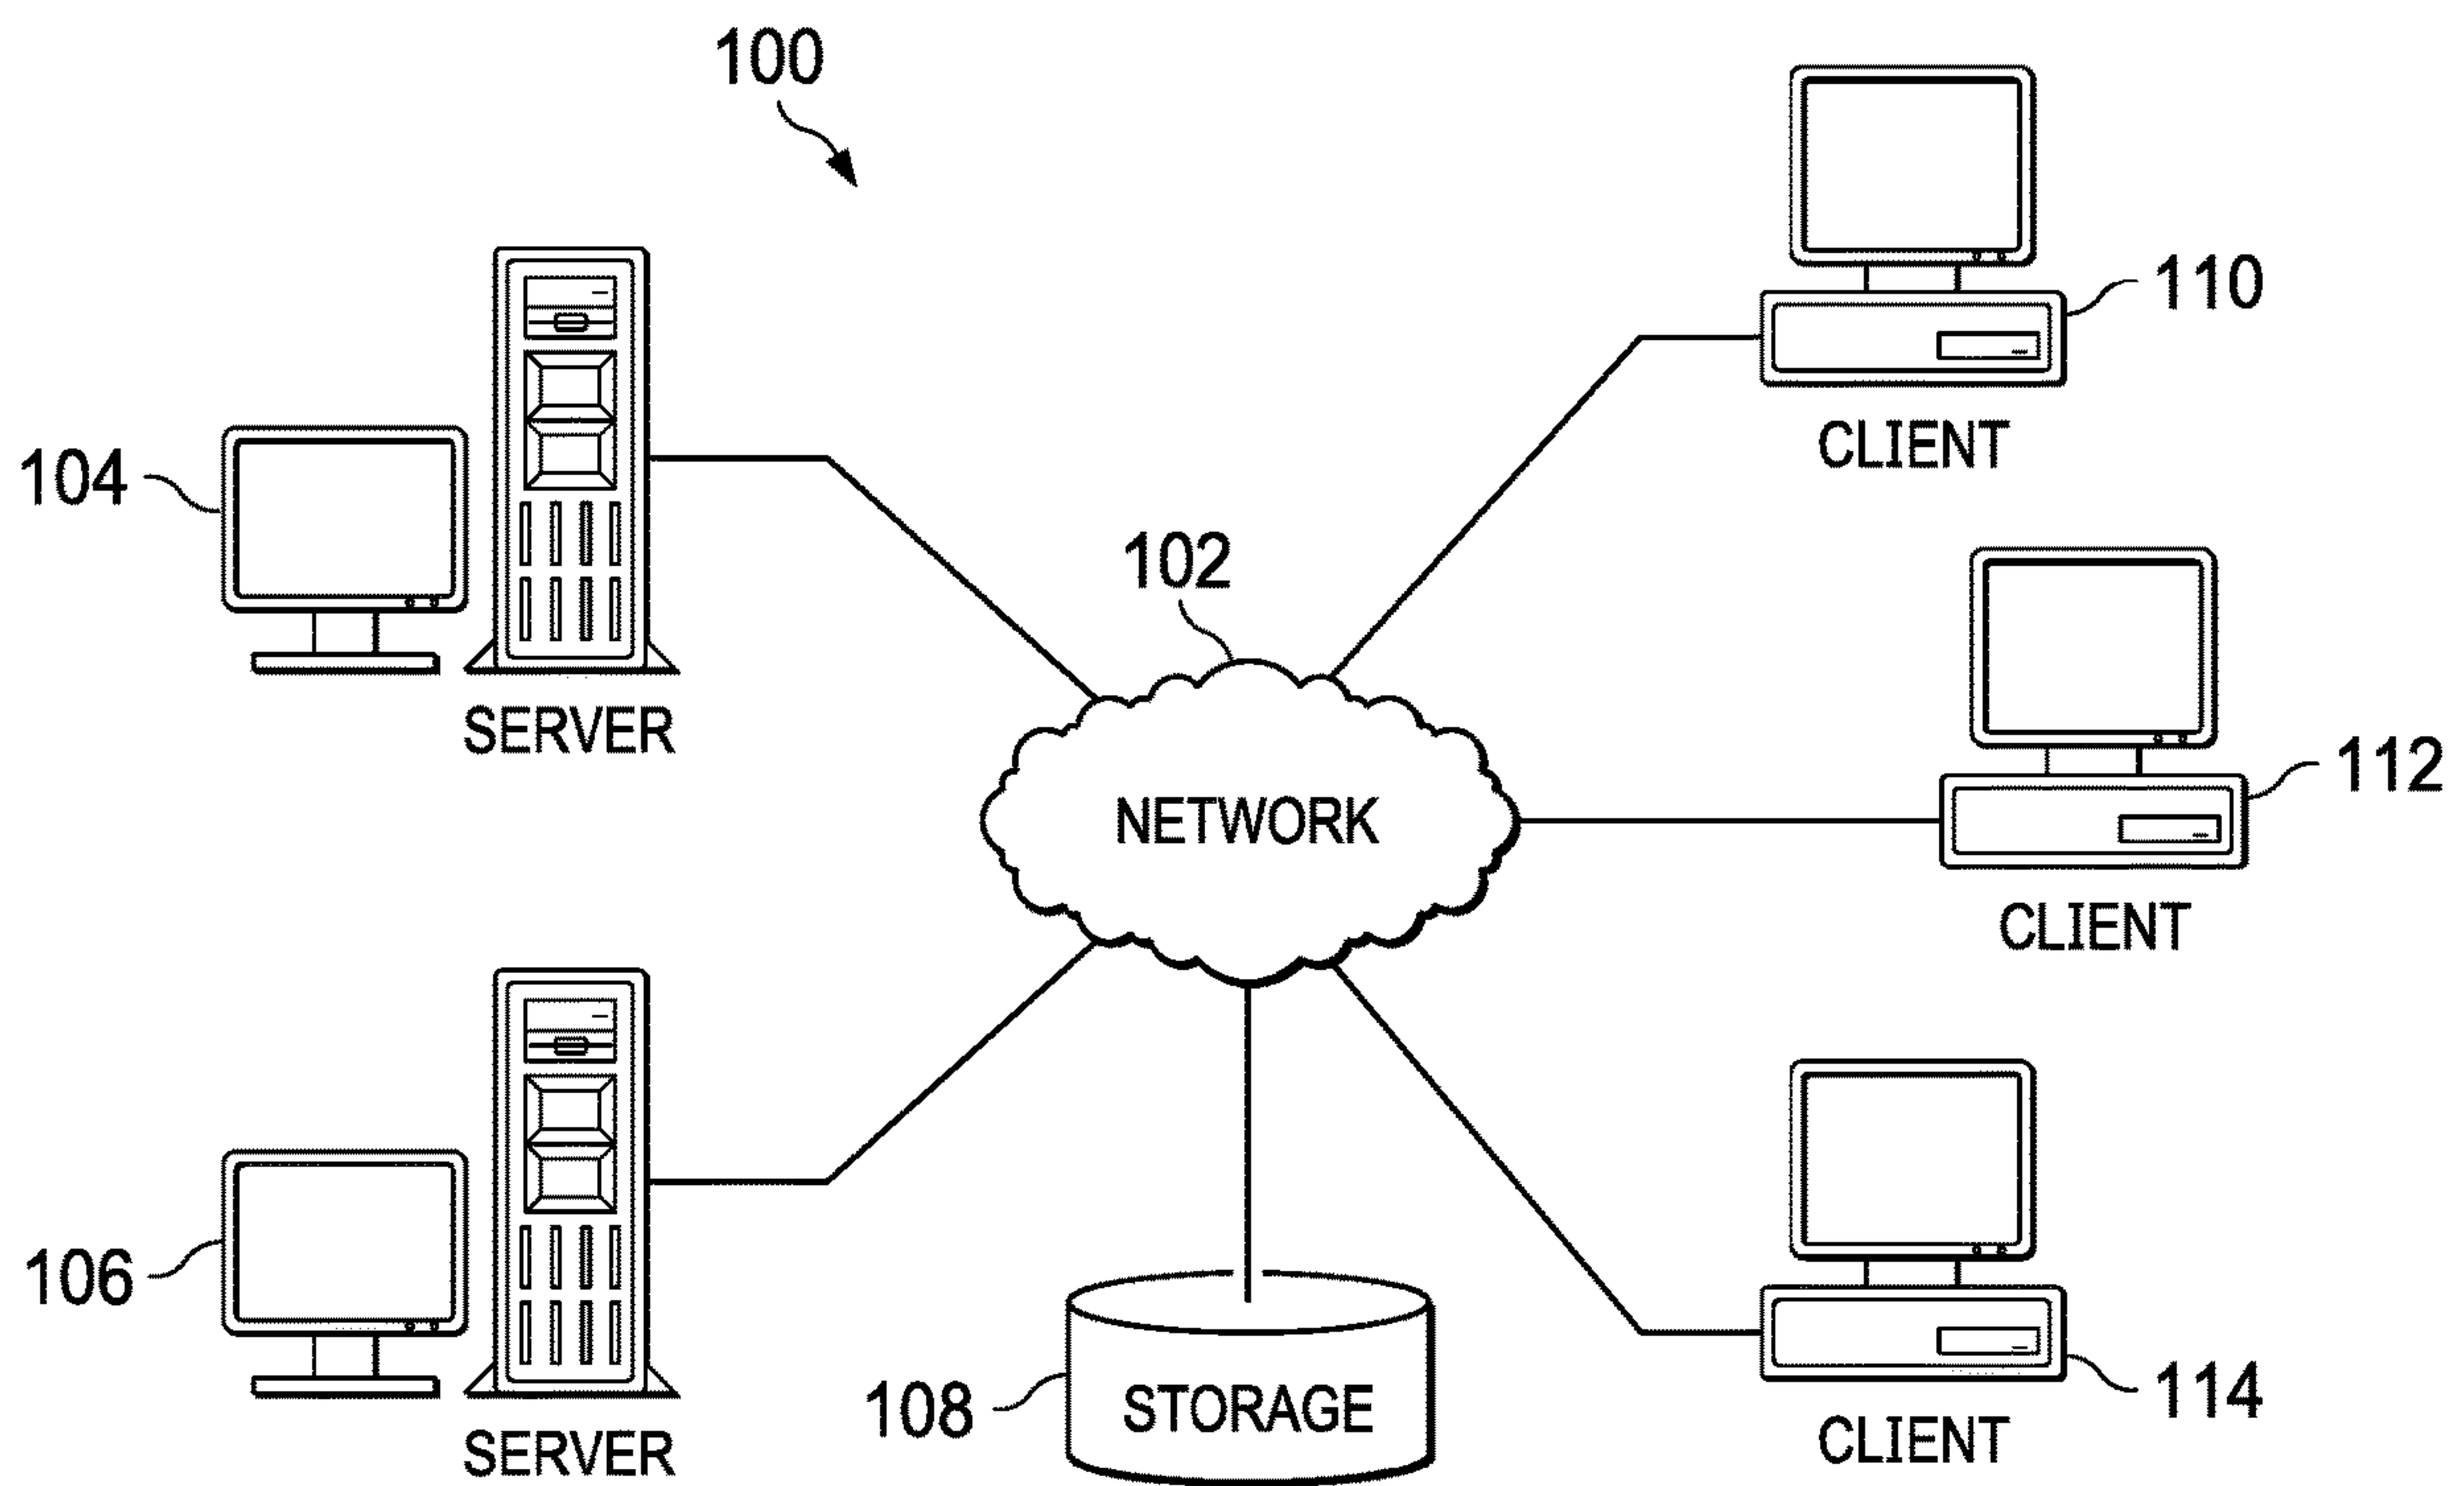 100
110
CLIENT
104
102
SERVER
112
NETWORK
CLIENT
106
108
STORAGE
114
SERVER
CLIENT